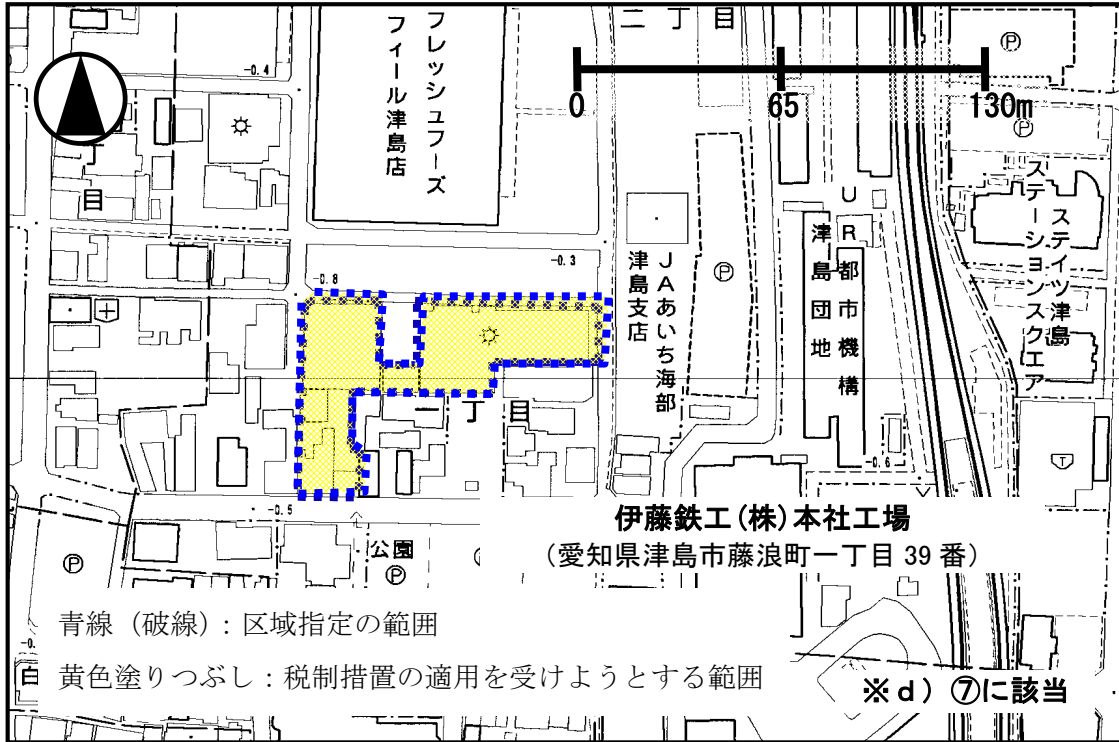 二丁目
フレッシュフーズ
フィール津島店
-0.4
0 65 130m
Ⓟ
Ⓟ
丁目
ステイツ津島
ステーションスクエア
UR都市機構
津島団地
JAあいち海部
津島支店
Ⓟ
-0.3
-0.8
一丁目
-0.6
T
-0.5
伊藤鉄工(株)本社工場
(愛知県津島市藤浪町一丁目 39 番)
公園
Ⓟ
Ⓟ
青線(破線):区域指定の範囲
黄色塗りつぶし:税制措置の適用を受けようとする範囲
白
※d) ⑦に該当